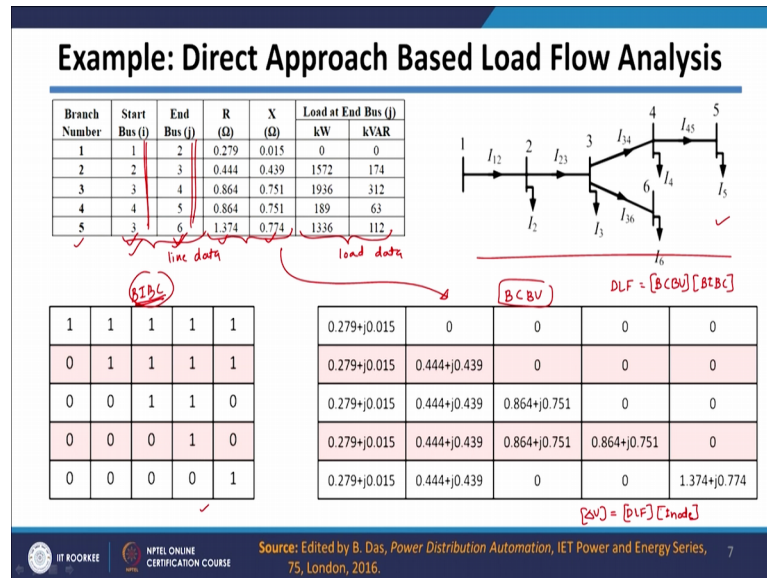 Example: Direct Approach Based Load Flow Analysis
Branch Number Start Bus (i) End Bus (j) R (Ω) X (Ω) Load at End Bus (j)
kW kVAR
1 1 2 0.279 0.015 0 0
2 2 3 0.444 0.439 1572 174
3 3 4 0.864 0.751 1936 312
4 4 5 0.864 0.751 189 63
5 3 6 1.374 0.774 1336 112
line data
load data
1
I12
2
I23
3
I34
4
I45
5
I2
I3
I36
6
I4
I5
I6
BIBC
BCBV
DLF = [BCBV][BIBC]
1 1 1 1 1
0 1 1 1 1
0 0 1 1 0
0 0 0 1 0
0 0 0 0 1
0.279+j0.015 0 0 0 0
0.279+j0.015 0.444+j0.439 0 0 0
0.279+j0.015 0.444+j0.439 0.864+j0.751 0 0
0.279+j0.015 0.444+j0.439 0.864+j0.751 0.864+j0.751 0
0.279+j0.015 0.444+j0.439 0 0 1.374+j0.774
[ΔV] = [DLF][Inode]
IIT ROORKEE
NPTEL ONLINE
CERTIFICATION COURSE
Source: Edited by B. Das, Power Distribution Automation, IET Power and Energy Series,
75, London, 2016.
7